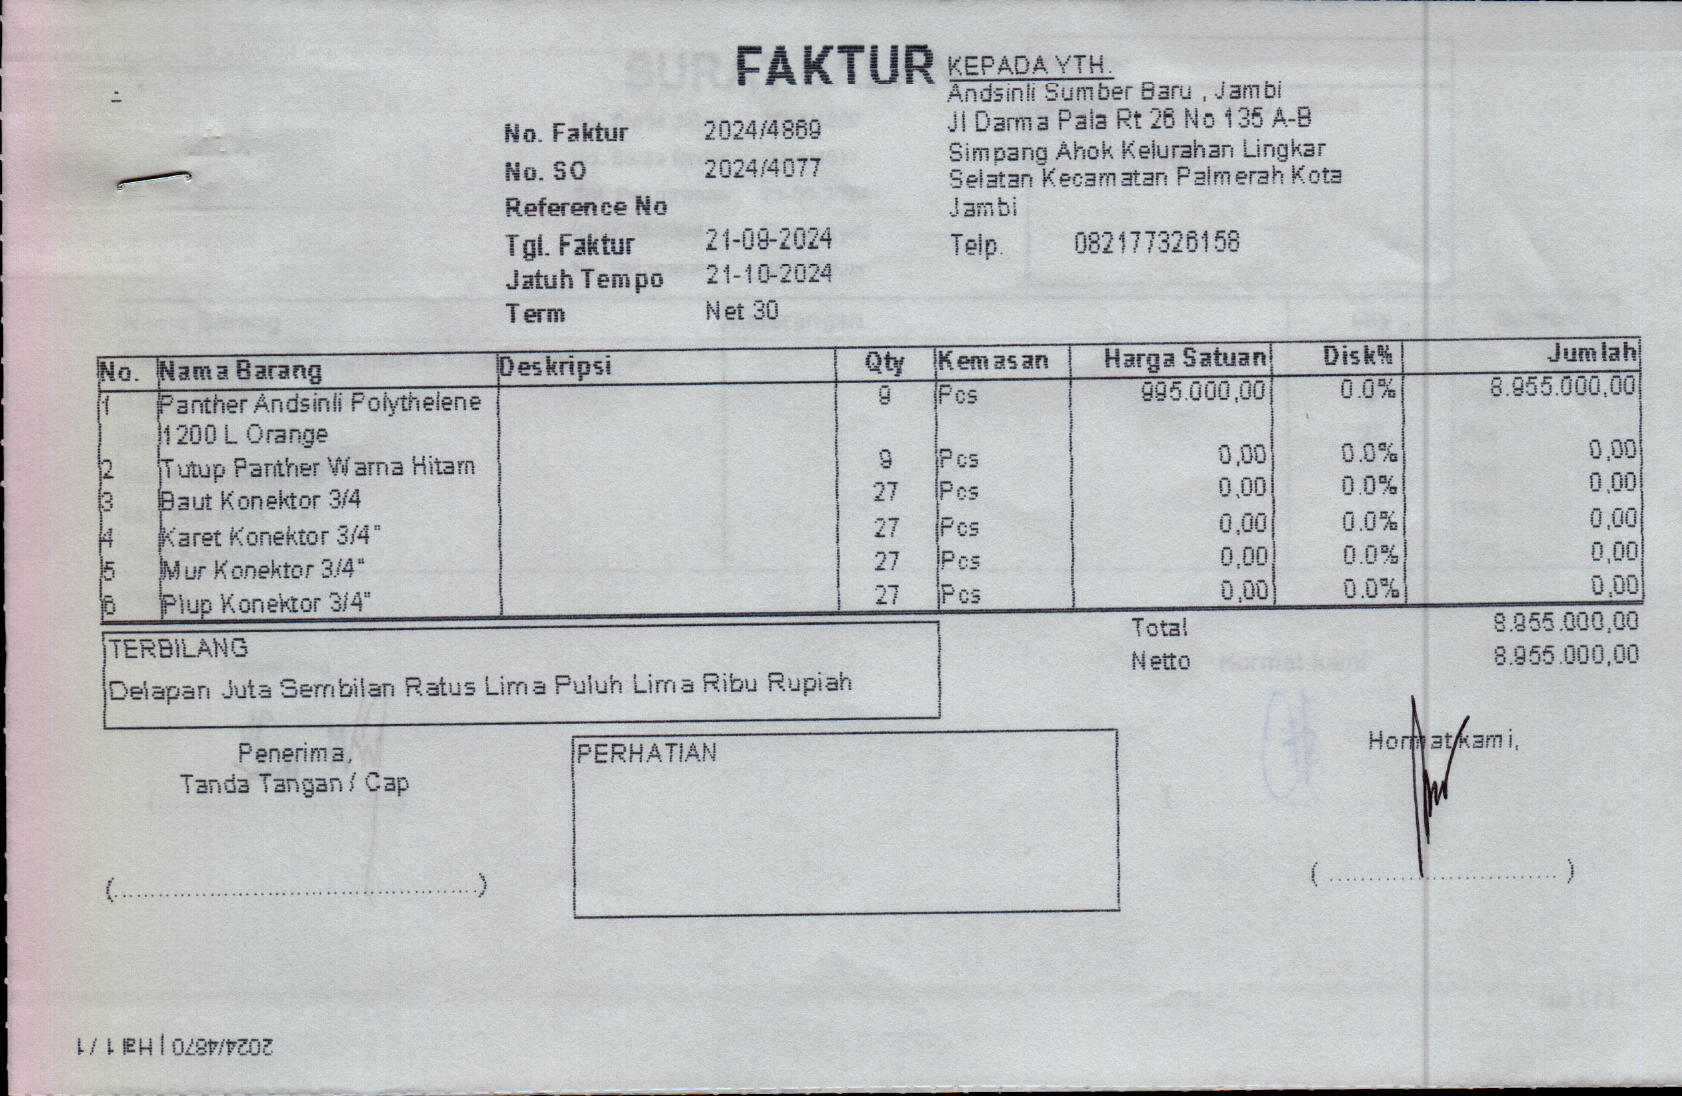 FAKTUR
KEPADA YTH.
Andsinli Sumber Baru , Jambi
Jl Darma Pala Rt 26 No 135 A-B
Simpang Ahok Kelurahan Lingkar
Selatan Kecamatan Palmerah Kota
Jambi
Telp. 082177326158
No. Faktur 2024/4869
No. SO 2024/4077
Reference No
Tgl. Faktur 21-09-2024
Jatuh Tempo 21-10-2024
Term Net 30
No. Nama Barang Deskripsi Qty Kemasan Harga Satuan Disk% Jumlah
1 Panther Andsinli Polythelene 9 Pcs 995.000,00 0.0% 8.955.000,00
1200 L Orange
2 Tutup Panther Warna Hitam 9 Pcs 0,00 0.0% 0,00
3 Baut Konektor 3/4 27 Pcs 0,00 0.0% 0,00
4 Karet Konektor 3/4" 27 Pcs 0,00 0.0% 0,00
5 Mur Konektor 3/4" 27 Pcs 0,00 0.0% 0,00
6 Plup Konektor 3/4" 27 Pcs 0,00 0.0% 0,00
Total 8.955.000,00
Netto 8.955.000,00
TERBILANG
Delapan Juta Sembilan Ratus Lima Puluh Lima Ribu Rupiah
Penerima,
Tanda Tangan / Cap
PERHATIAN
Hormat kami,
(..............................................)
( ............................. )
2024/4870 | Hal 1 / 1